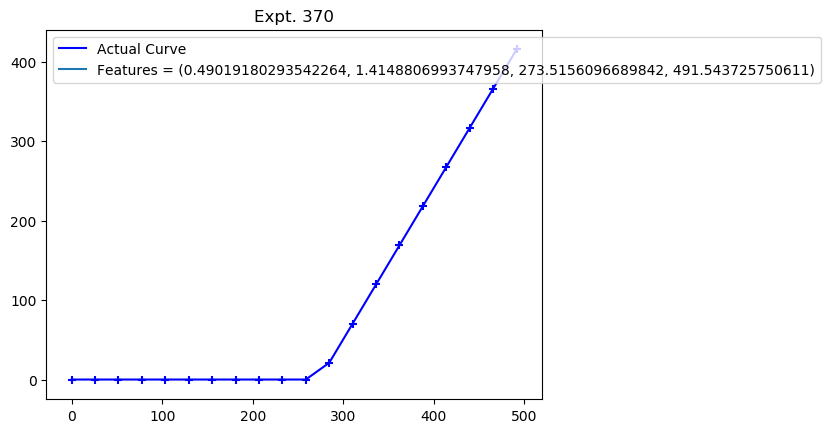 Expt. 370
Actual Curve
Features = (0.49019180293542264, 1.4148806993747958, 273.5156096689842, 491.543725750611)
400
300
200
100
0
0 100 200 300 400 500